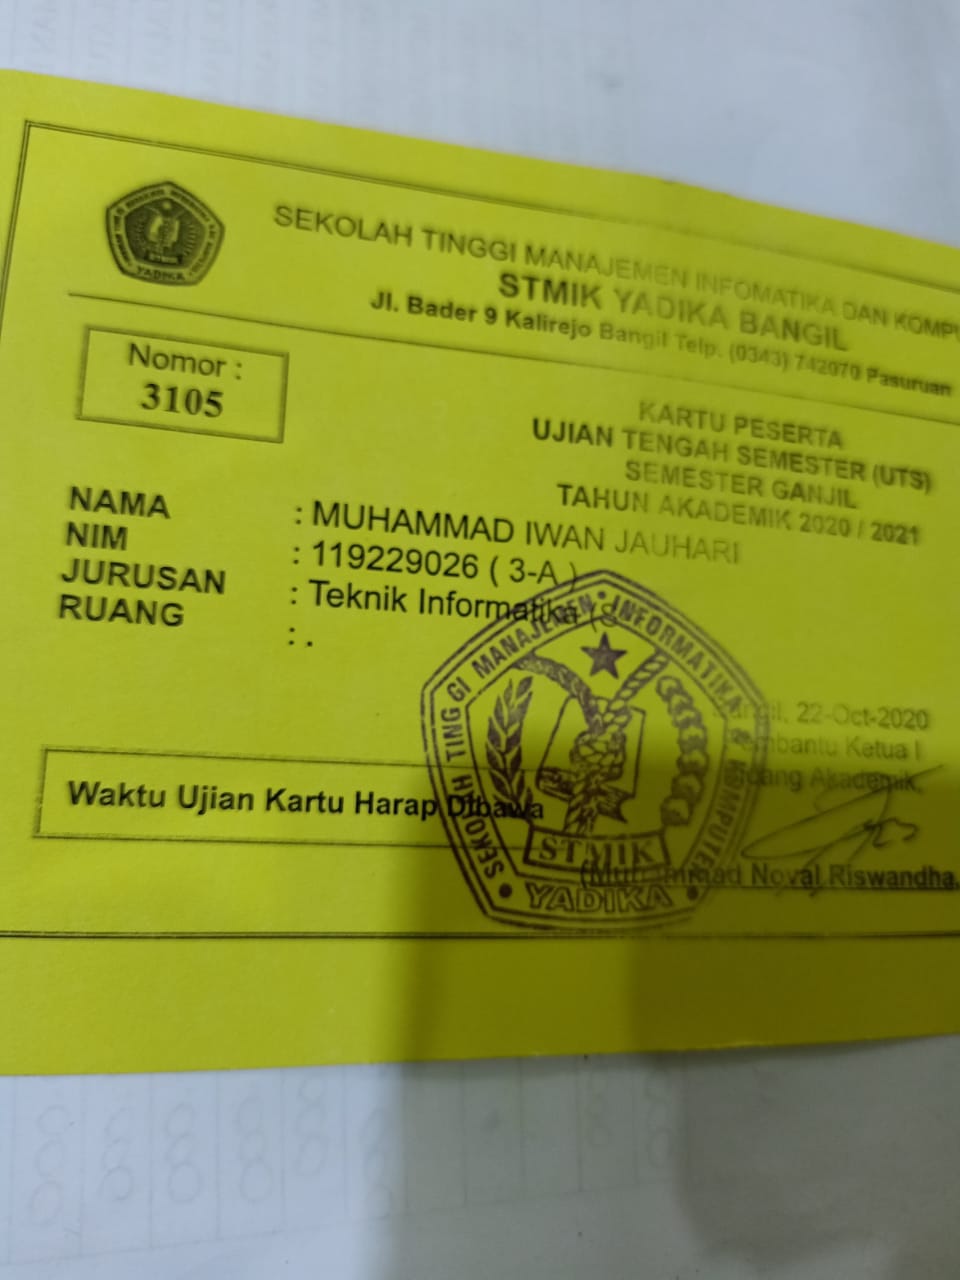 SEKOLAH TINGGI MANAJEMEN INFOMATIKA DAN KOMPU
STMIK YADIKA BANGIL
Jl. Bader 9 Kalirejo Bangil Telp. (0343) 742070 Pasuruan
YADIKA
Nomor :
3105
KARTU PESERTA
UJIAN TENGAH SEMESTER (UTS)
SEMESTER GANJIL
TAHUN AKADEMIK 2020 / 2021
NAMA : MUHAMMAD IWAN JAUHARI
NIM : 119229026 ( 3-A )
JURUSAN : Teknik Informatika (S
RUANG : .
22-Oct-2020
Pembantu Ketua I
Bidang Akademik,
Waktu Ujian Kartu Harap Dibawa
(Muhammad Noval Riswandha,
SEKOLAH TINGGI MANAJEMEN INFORMATIKA & KOMPUTER
STMIK
YADIKA